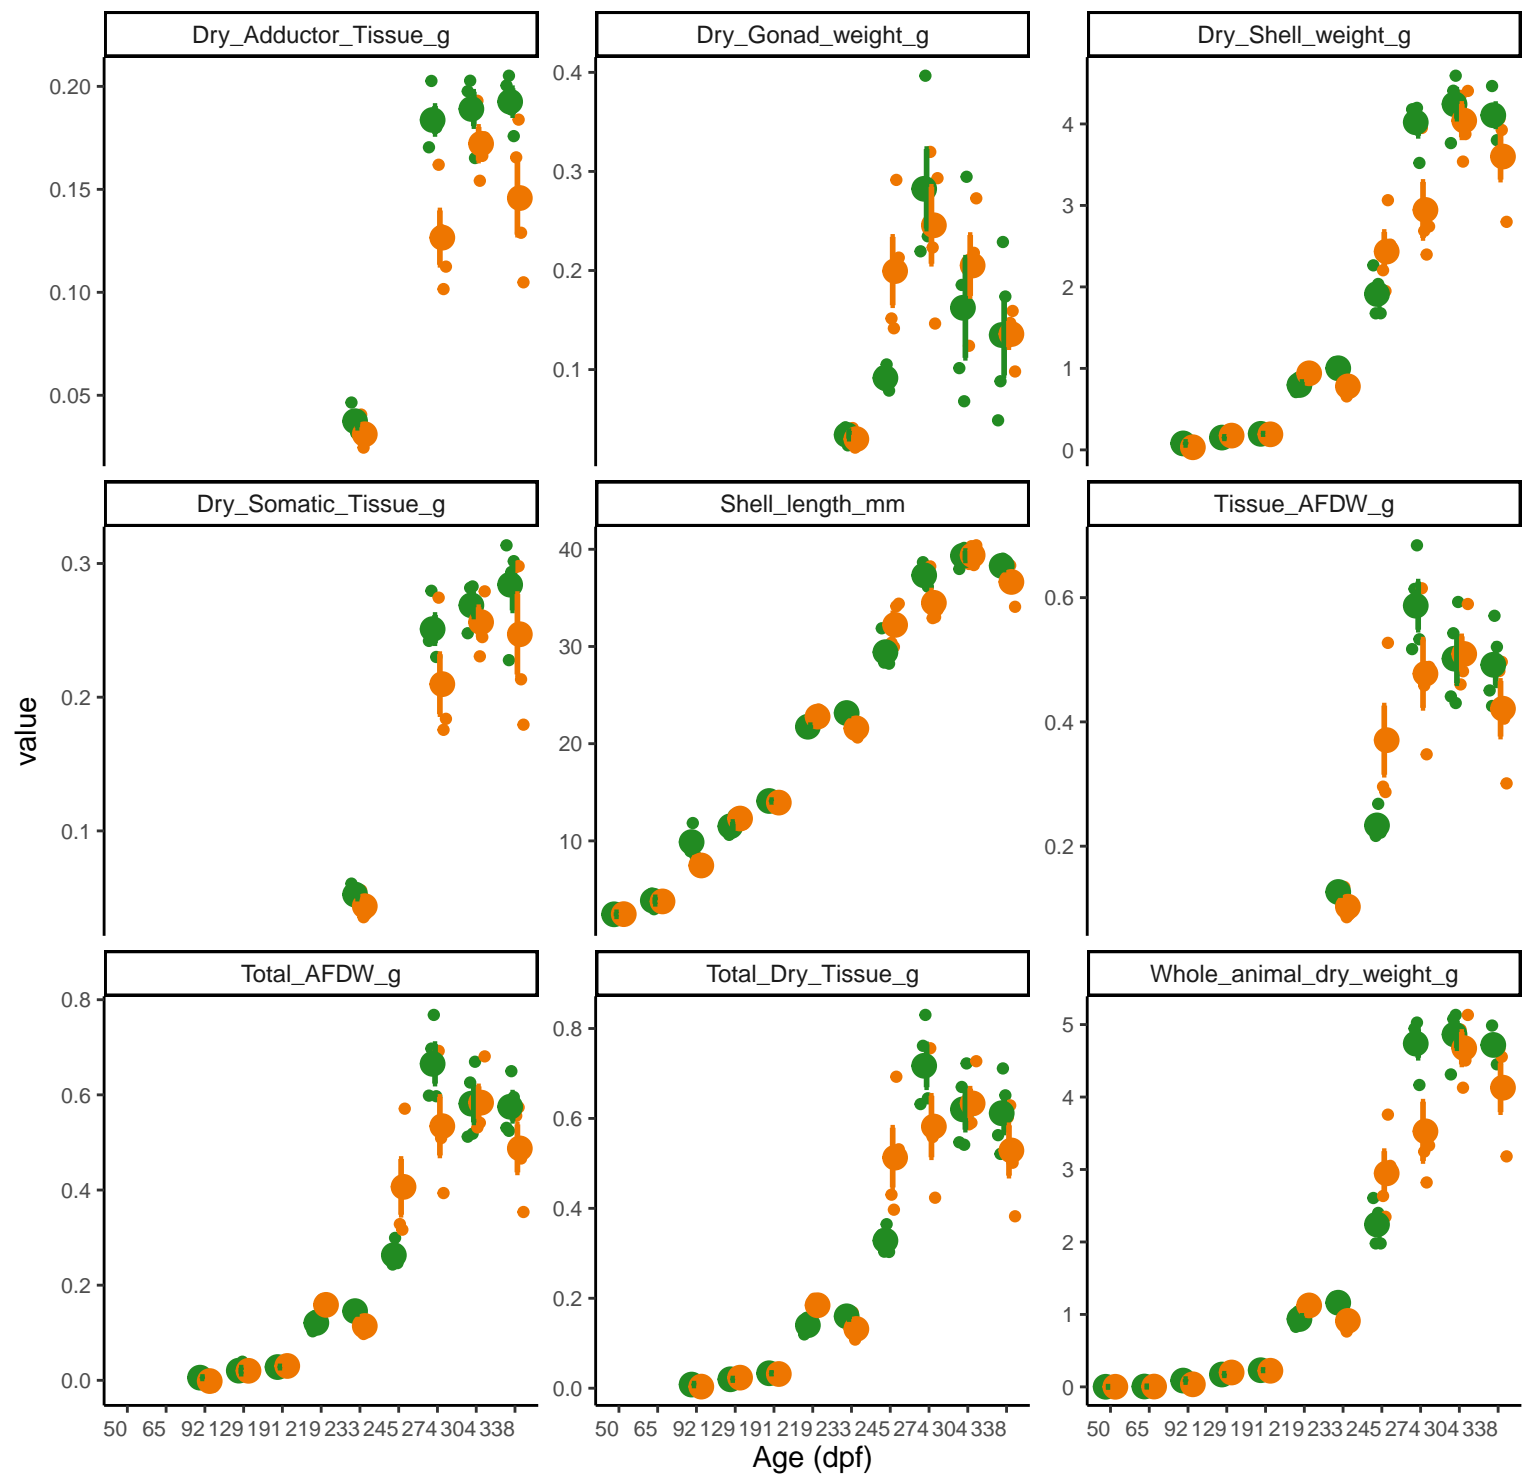 Dry_Adductor_Tissue_g
Dry_Gonad_weight_g
Dry_Shell_weight_g
0.20
0.15
0.10
0.05
0.4
0.3
0.2
0.1
4
3
2
1
0
Dry_Somatic_Tissue_g
Shell_length_mm
Tissue_AFDW_g
0.3
0.2
0.1
40
30
20
10
0.6
0.4
0.2
value
Total_AFDW_g
Total_Dry_Tissue_g
Whole_animal_dry_weight_g
0.8
0.6
0.4
0.2
0.0
0.8
0.6
0.4
0.2
0.0
5
4
3
2
1
0
50 65 92 129 191 219 233 245 274 304 338
50 65 92 129 191 219 233 245 274 304 338
50 65 92 129 191 219 233 245 274 304 338
Age (dpf)